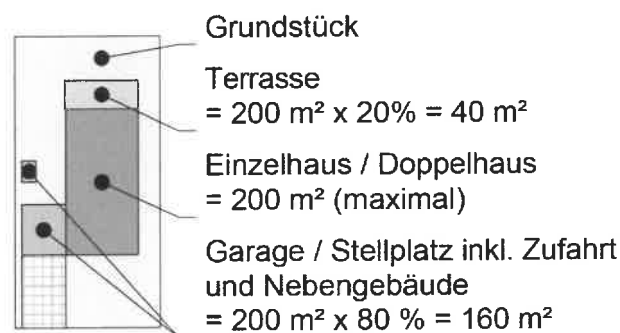 Grundstück
Terrasse
= 200 m² x 20% = 40 m²
Einzelhaus / Doppelhaus
= 200 m² (maximal)
Garage / Stellplatz inkl. Zufahrt
und Nebengebäude
= 200 m² x 80 % = 160 m²